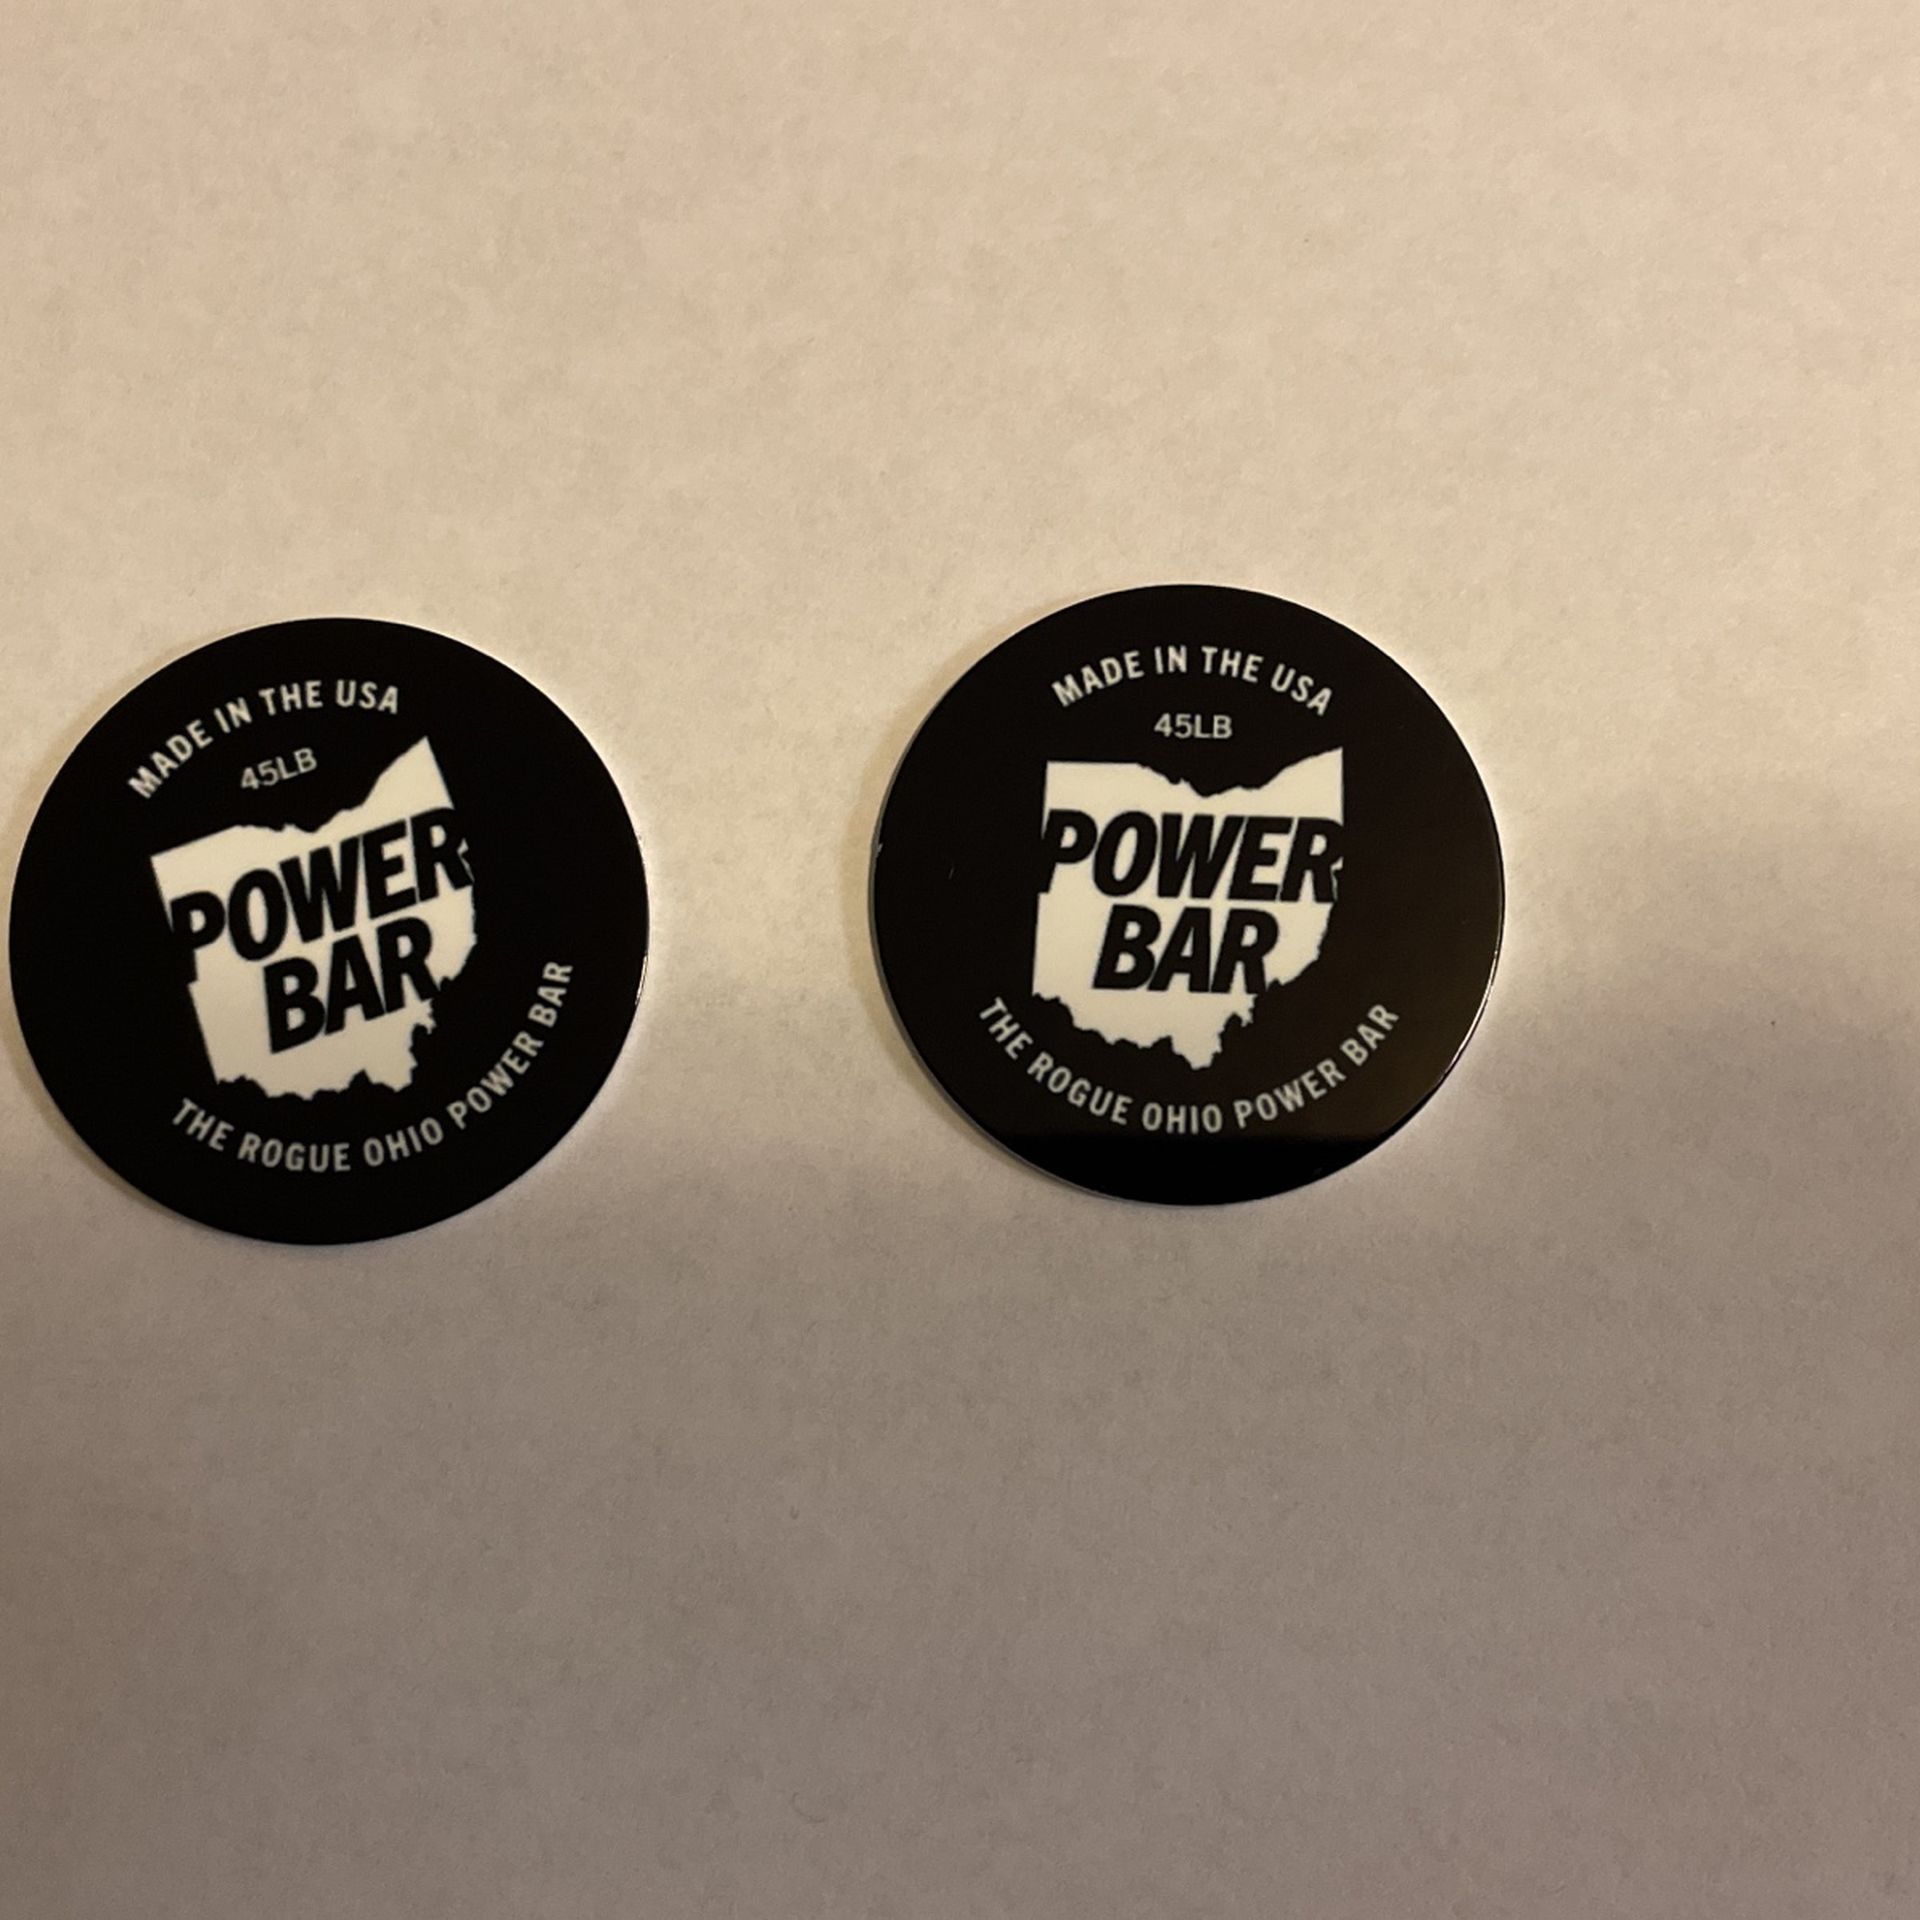 MADE IN THE USA
45LB
POWER
BAR
THE ROGUE OHIO POWER BAR
MADE IN THE USA
45LB
POWER
BAR
THE ROGUE OHIO POWER BAR